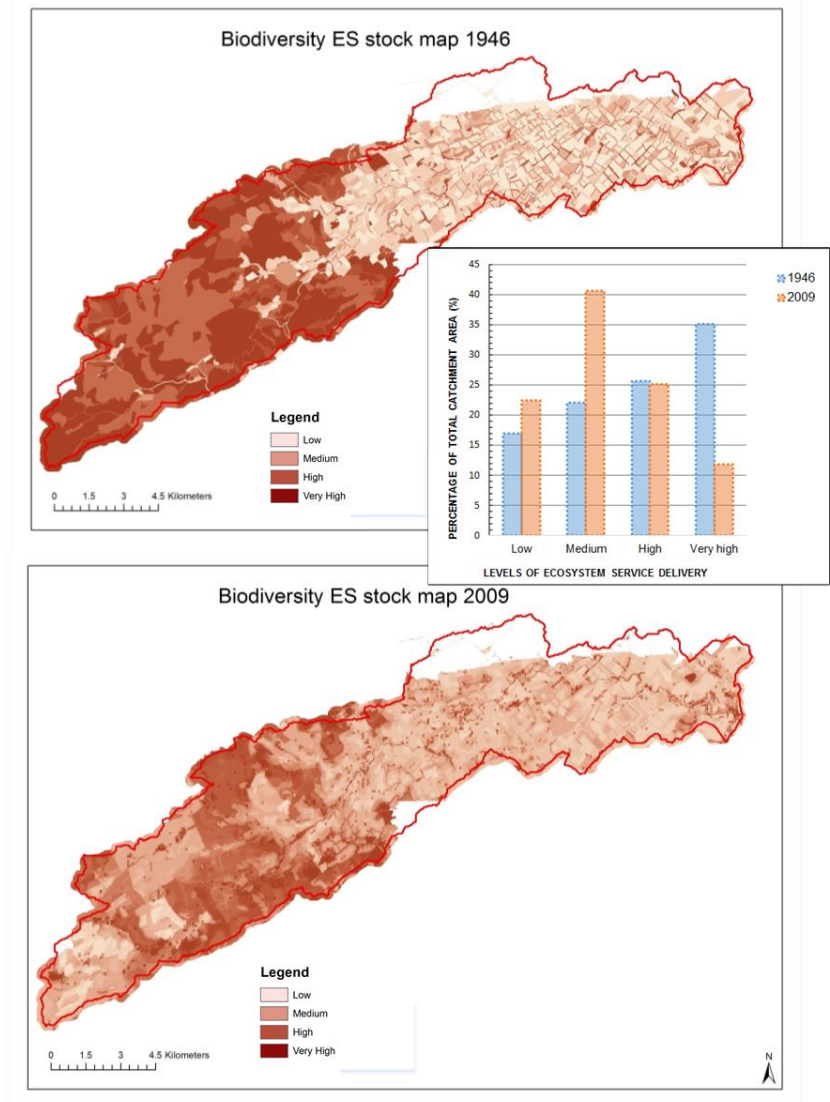 Biodiversity ES stock map 1946
Legend
Low
Medium
High
Very High
0 1.5 3 4.5 Kilometers
PERCENTAGE OF TOTAL CATCHMENT AREA (%)
45
40
35
30
25
20
15
10
5
0
Low Medium High Very high
LEVELS OF ECOSYSTEM SERVICE DELIVERY
1946
2009
Biodiversity ES stock map 2009
Legend
Low
Medium
High
Very High
0 1.5 3 4.5 Kilometers
N